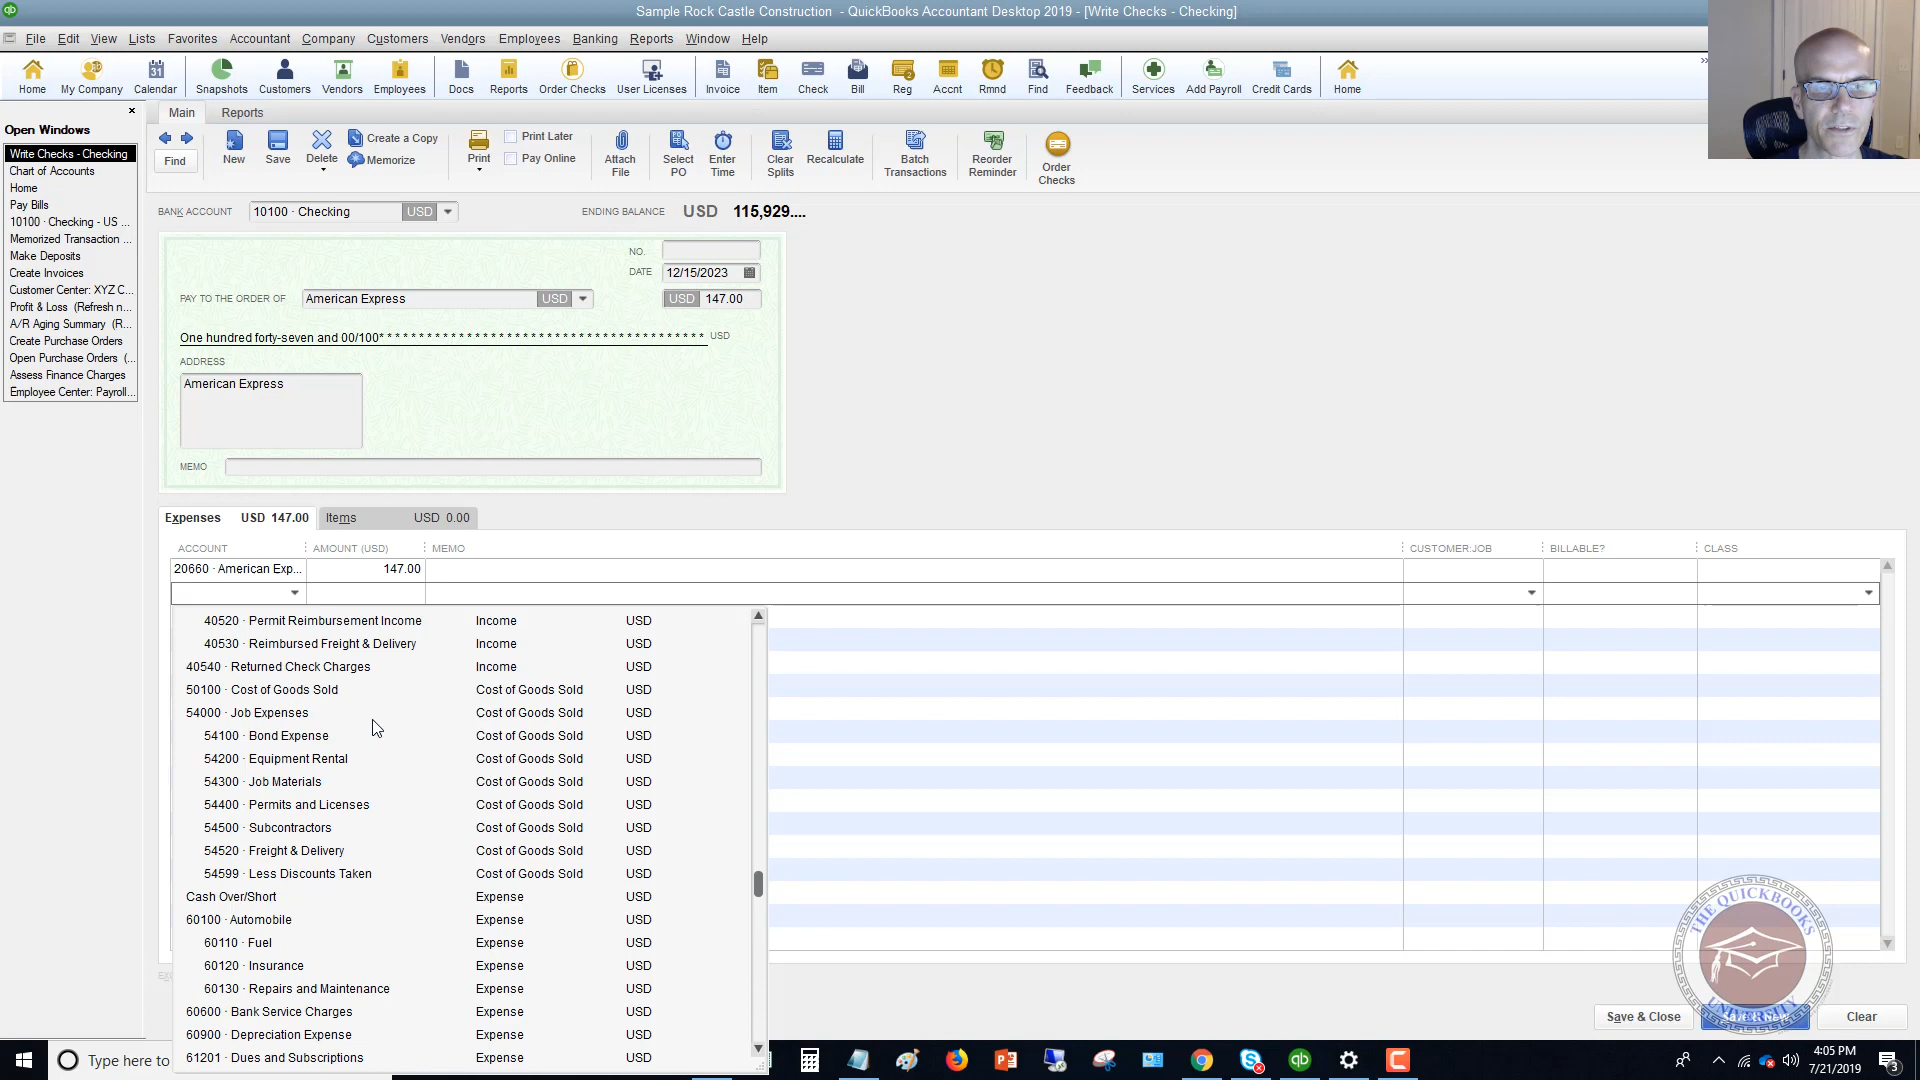 Sample Rock Castle Construction - QuickBooks Accountant Desktop 2019 - [Write Checks - Checking]
File Edit View Lists Favorites Accountant Company Customers Vendors Employees Banking Reports Window Help
Home My Company Calendar Snapshots Customers Vendors Employees Docs Reports Order Checks User Licenses Invoice Item Check Bill Reg Accnt Rmnd Find Feedback Services Add Payroll Credit Cards Home
Open Windows
Write Checks - Checking
Chart of Accounts
Home
Pay Bills
10100 · Checking - US ...
Memorized Transaction ...
Make Deposits
Create Invoices
Customer Center: XYZ C...
Profit & Loss (Refresh n...
A/R Aging Summary (R...
Create Purchase Orders
Open Purchase Orders (...
Assess Finance Charges
Employee Center: Payroll...
Main Reports
Find
New
Save
Delete
Create a Copy
Memorize
Print
Print Later
Pay Online
Attach File
Select PO
Enter Time
Clear Splits
Recalculate
Batch Transactions
Reorder Reminder
Order Checks
BANK ACCOUNT 10100 · Checking USD ENDING BALANCE USD 115,929....
NO.
DATE 12/15/2023
PAY TO THE ORDER OF American Express USD USD 147.00
One hundred forty-seven and 00/100* * * * * * * * * * * * * * * * * * * * * * * * * * * * * * * * * * * * * * * USD
ADDRESS
American Express
MEMO
Expenses USD 147.00 Items USD 0.00
ACCOUNT AMOUNT (USD) MEMO CUSTOMER:JOB BILLABLE? CLASS
20660 · American Exp... 147.00
40520 · Permit Reimbursement Income Income USD
40530 · Reimbursed Freight & Delivery Income USD
40540 · Returned Check Charges Income USD
50100 · Cost of Goods Sold Cost of Goods Sold USD
54000 · Job Expenses Cost of Goods Sold USD
54100 · Bond Expense Cost of Goods Sold USD
54200 · Equipment Rental Cost of Goods Sold USD
54300 · Job Materials Cost of Goods Sold USD
54400 · Permits and Licenses Cost of Goods Sold USD
54500 · Subcontractors Cost of Goods Sold USD
54520 · Freight & Delivery Cost of Goods Sold USD
54599 · Less Discounts Taken Cost of Goods Sold USD
Cash Over/Short Expense USD
60100 · Automobile Expense USD
60110 · Fuel Expense USD
60120 · Insurance Expense USD
60130 · Repairs and Maintenance Expense USD
60600 · Bank Service Charges Expense USD
60900 · Depreciation Expense Expense USD
61201 · Dues and Subscriptions Expense USD
THE QUICKBOOKS UNIVERSITY
Save & Close Clear
Type here to
4:05 PM
7/21/2019
3